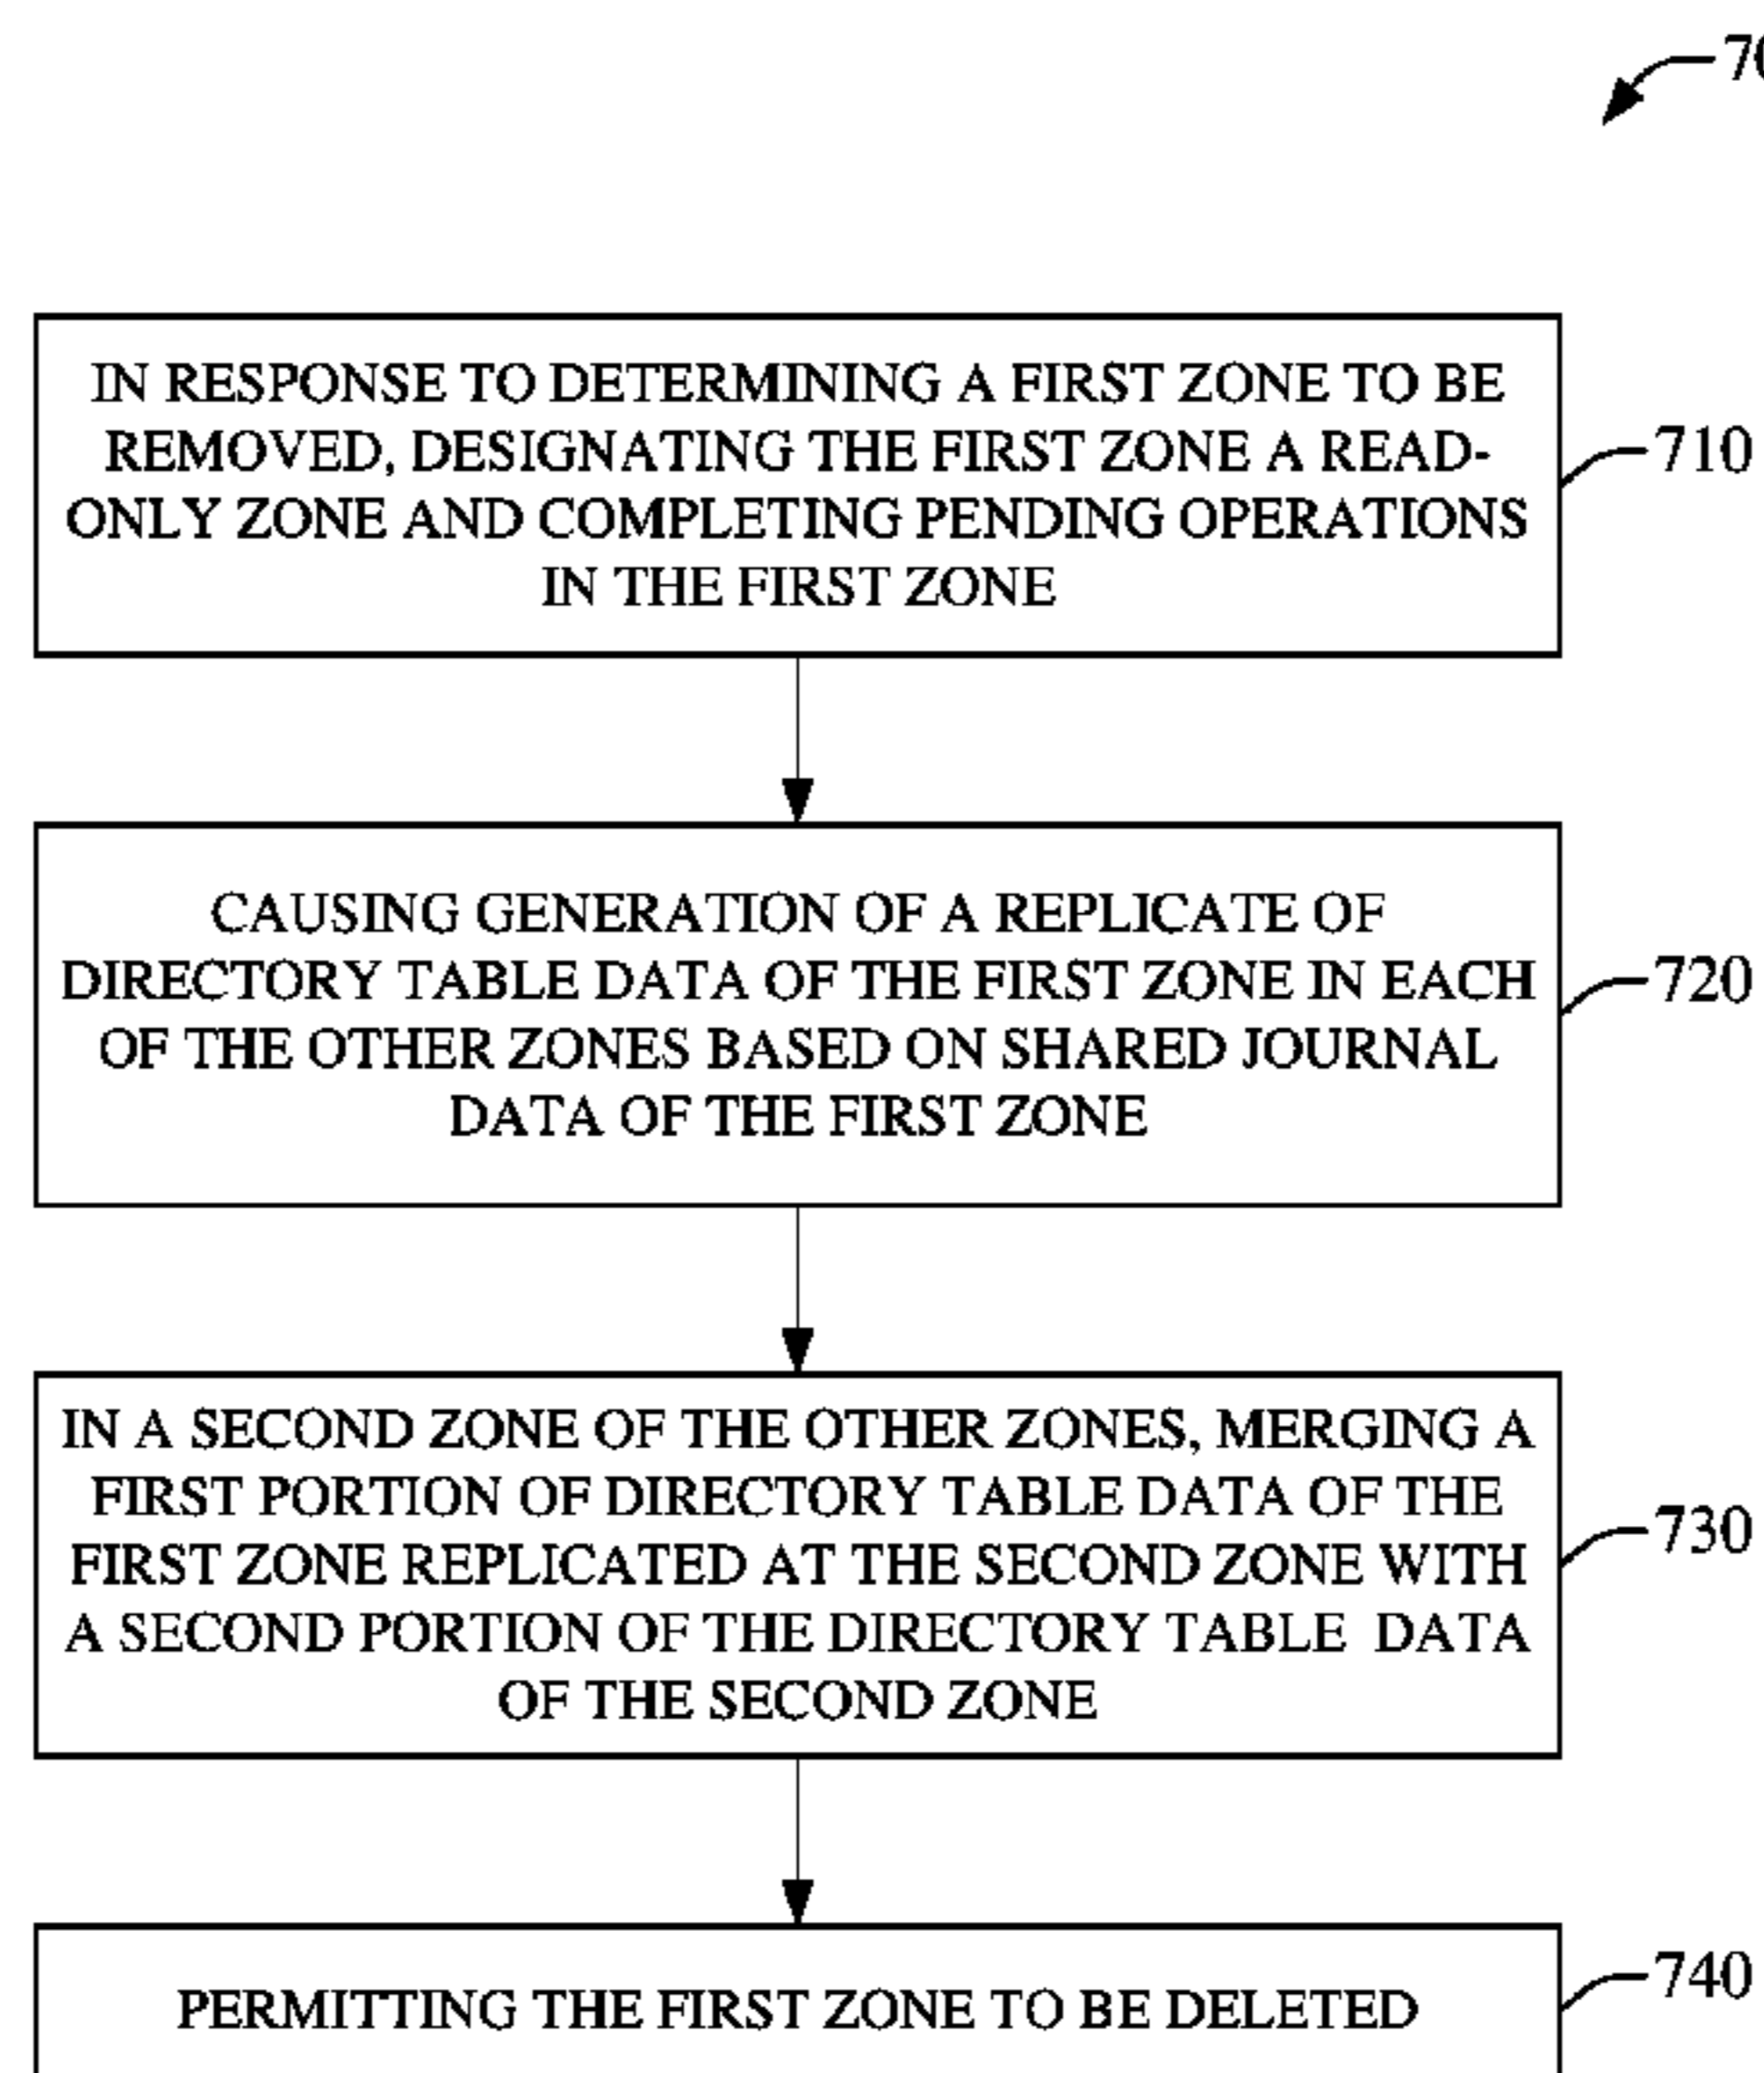 IN RESPONSE TO DETERMINING A FIRST ZONE TO BE
REMOVED, DESIGNATING THE FIRST ZONE A READ-
ONLY ZONE AND COMPLETING PENDING OPERATIONS
IN THE FIRST ZONE
710
CAUSING GENERATION OF A REPLICATE OF
DIRECTORY TABLE DATA OF THE FIRST ZONE IN EACH
OF THE OTHER ZONES BASED ON SHARED JOURNAL
DATA OF THE FIRST ZONE
720
IN A SECOND ZONE OF THE OTHER ZONES, MERGING A
FIRST PORTION OF DIRECTORY TABLE DATA OF THE
FIRST ZONE REPLICATED AT THE SECOND ZONE WITH
A SECOND PORTION OF THE DIRECTORY TABLE DATA
OF THE SECOND ZONE
730
PERMITTING THE FIRST ZONE TO BE DELETED
740